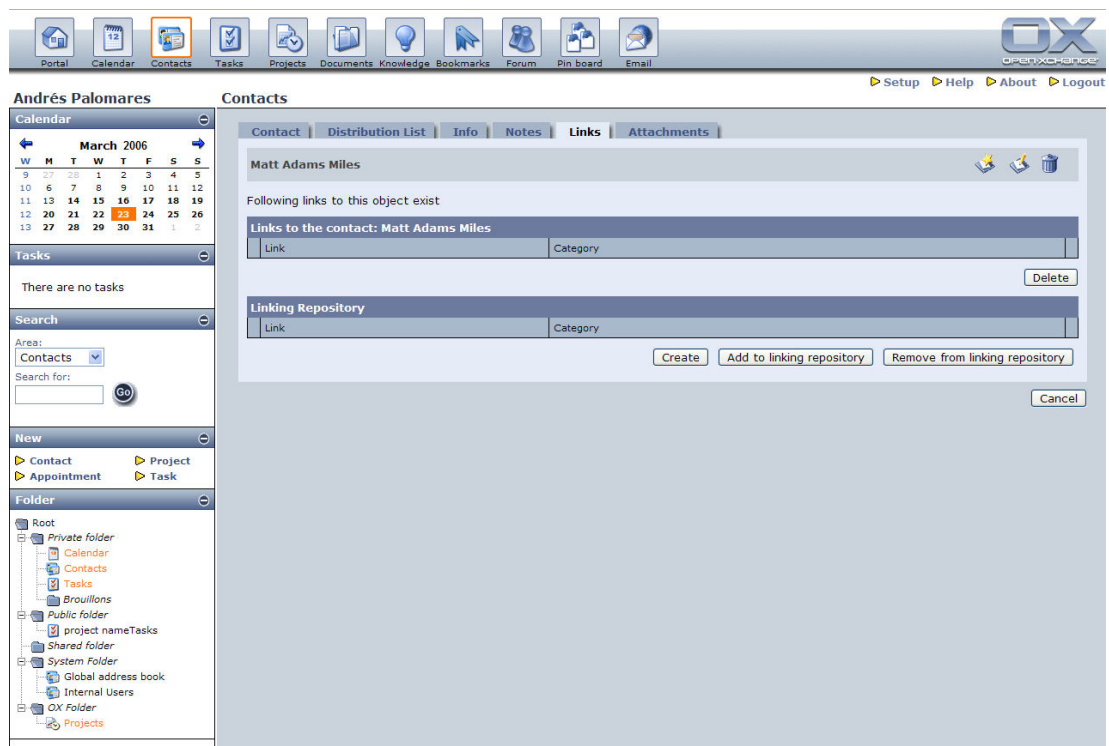 Portal Calendar Contacts Tasks Projects Documents Knowledge Bookmarks Forum Pin board Email
OX
OPEN-XCHANGE
Setup Help About Logout
Andrés Palomares
Contacts
Calendar
March 2006
W M T W T F S S
9 27 28 1 2 3 4 5
10 6 7 8 9 10 11 12
11 13 14 15 16 17 18 19
12 20 21 22 23 24 25 26
13 27 28 29 30 31 1 2
Tasks
There are no tasks
Search
Area:
Contacts
Search for:
Go
New
Contact Project
Appointment Task
Folder
Root
Private folder
Calendar
Contacts
Tasks
Brouillons
Public folder
project nameTasks
Shared folder
System Folder
Global address book
Internal Users
OX Folder
Projects
Contact Distribution List Info Notes Links Attachments
Matt Adams Miles
Following links to this object exist
Links to the contact: Matt Adams Miles
Link Category
Delete
Linking Repository
Link Category
Create Add to linking repository Remove from linking repository
Cancel